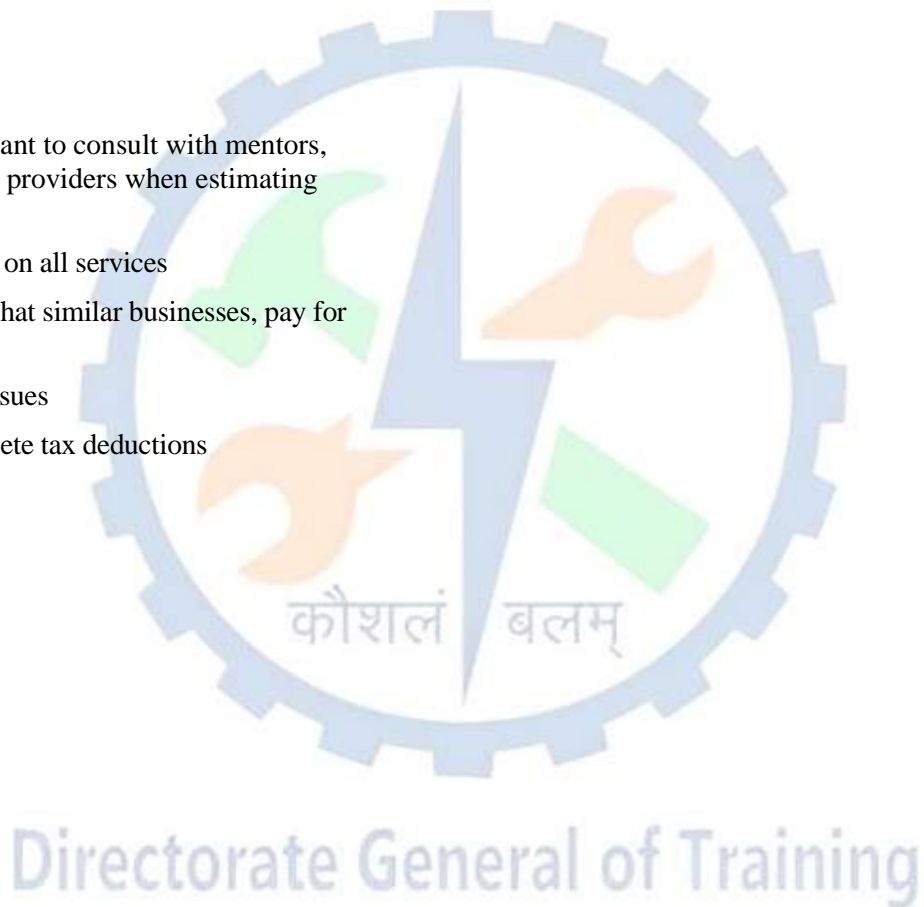 ant to consult with mentors,
providers when estimating
on all services
hat similar businesses, pay for
sues
ete tax deductions
कौशलं बलम्
Directorate General of Training